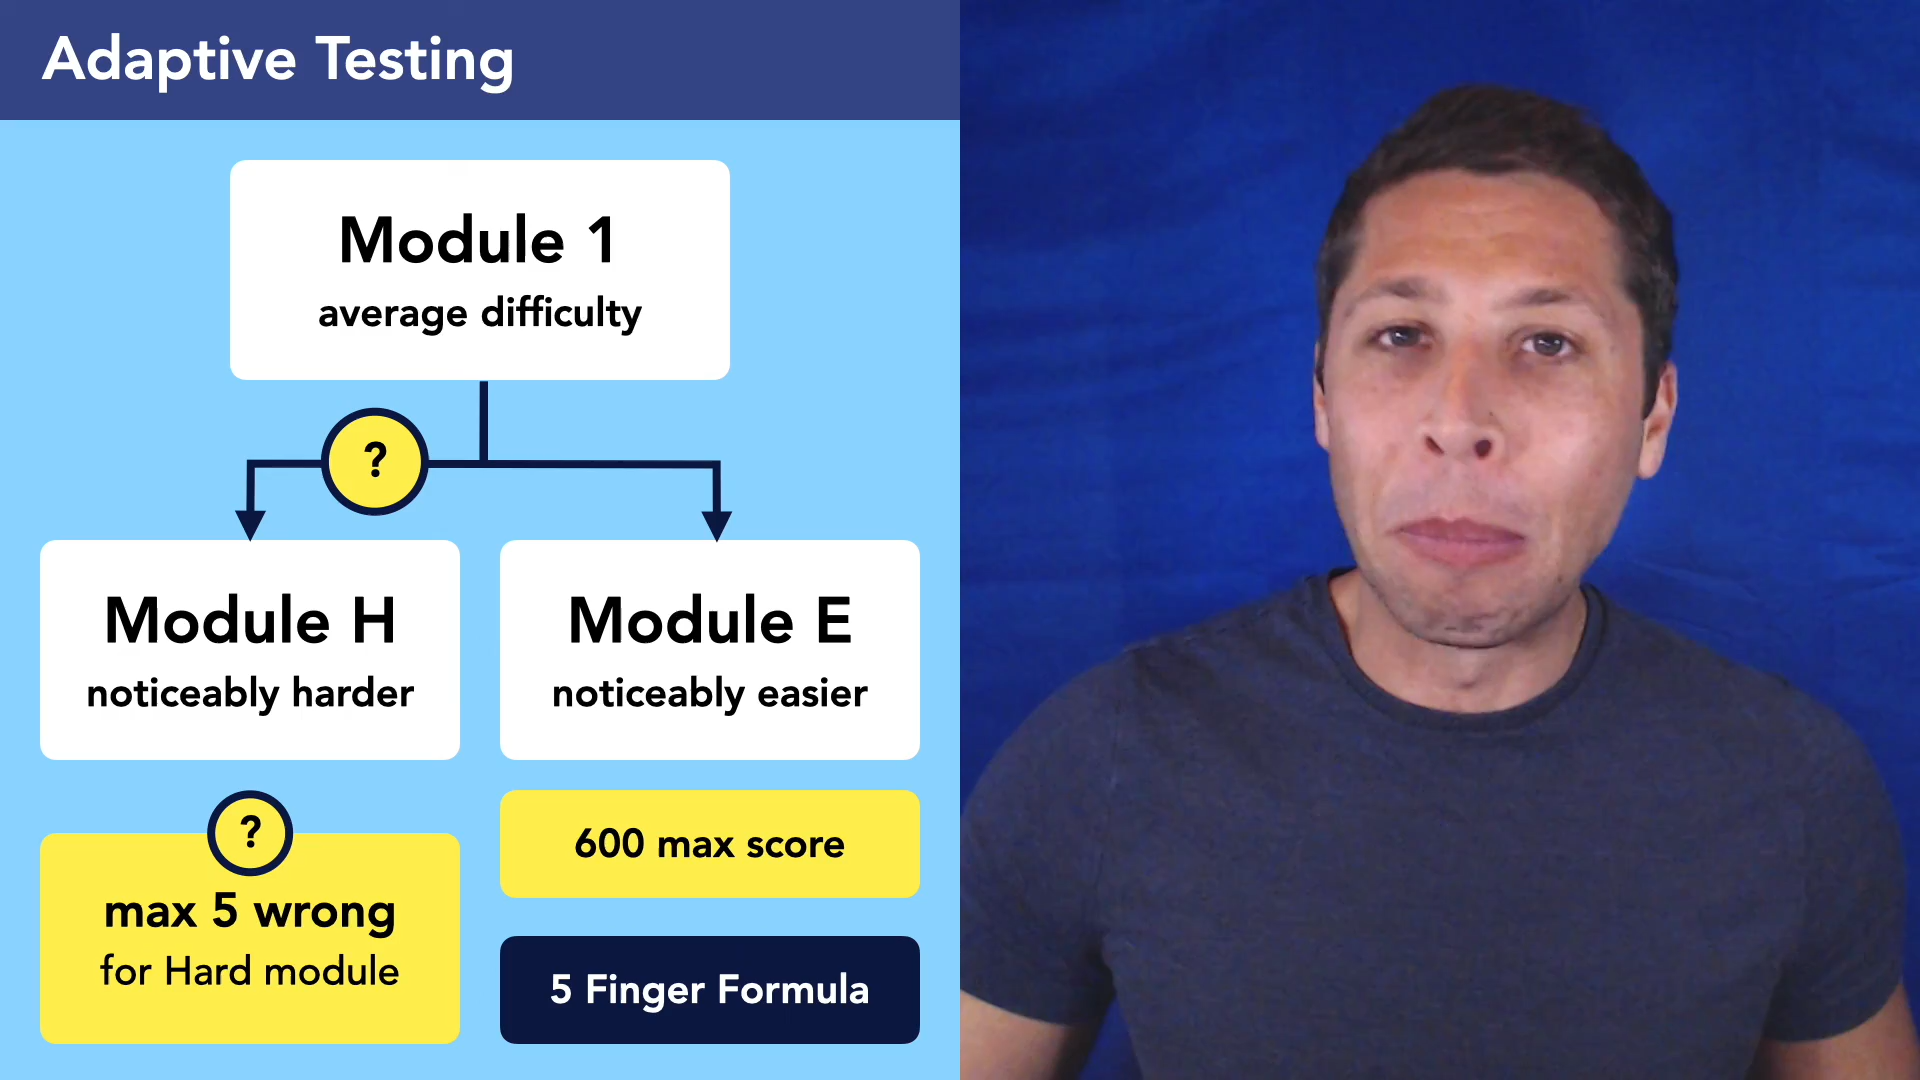 Adaptive Testing
Module 1
average difficulty
?
Module H
noticeably harder
Module E
noticeably easier
?
max 5 wrong
for Hard module
600 max score
5 Finger Formula